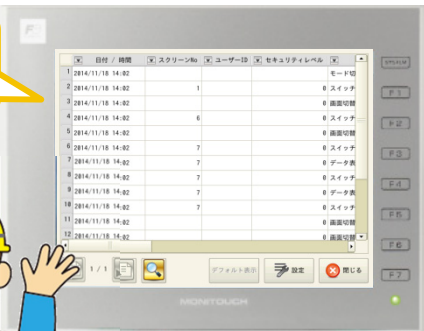 日付 / 時間 スクリーンNo ユーザーID セキュリティレベル
1 2014/11/18 14:02 モード切
2 2014/11/18 14:02 1 0 スイッチ
3 2014/11/18 14:02 0 画面切替
4 2014/11/18 14:02 6 0 スイッチ
5 2014/11/18 14:02 0 画面切替
6 2014/11/18 14:02 7 0 スイッチ
7 2014/11/18 14:02 7 0 データ表
8 2014/11/18 14:02 7 0 スイッチ
9 2014/11/18 14:02 7 0 データ表
10 2014/11/18 14:02 7 0 スイッチ
11 2014/11/18 14:02 0 画面切替
12 2014/11/18 14:02 0 画面切替
1 / 1 デフォルト表示 設定 閉じる
SYSTEM
F1
F2
F3
F4
F5
F6
F7
MONITOUCH